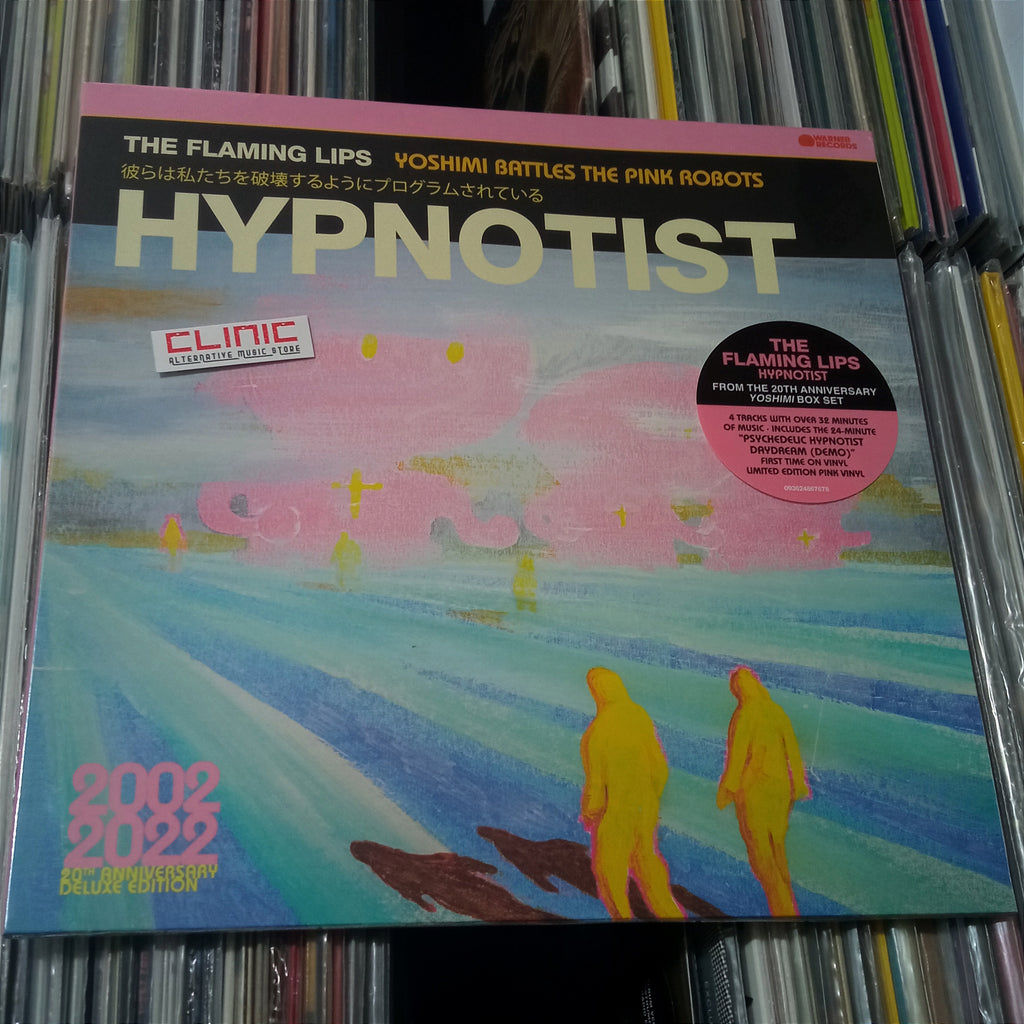 WARNER
RECORDS
THE FLAMING LIPS YOSHIMI BATTLES THE PINK ROBOTS
彼らは私たちを破壊するようにプログラムされている
HYPNOTIST
CLINIC
ALTERNATIVE MUSIC STORE
THE
FLAMING LIPS
HYPNOTIST
FROM THE 20TH ANNIVERSARY
YOSHIMI BOX SET
4 TRACKS WITH OVER 32 MINUTES
OF MUSIC · INCLUDES THE 24-MINUTE
"PSYCHEDELIC HYPNOTIST
DAYDREAM (DEMO)"
FIRST TIME ON VINYL
LIMITED EDITION PINK VINYL
2002
2022
20TH ANNIVERSARY
DELUXE EDITION